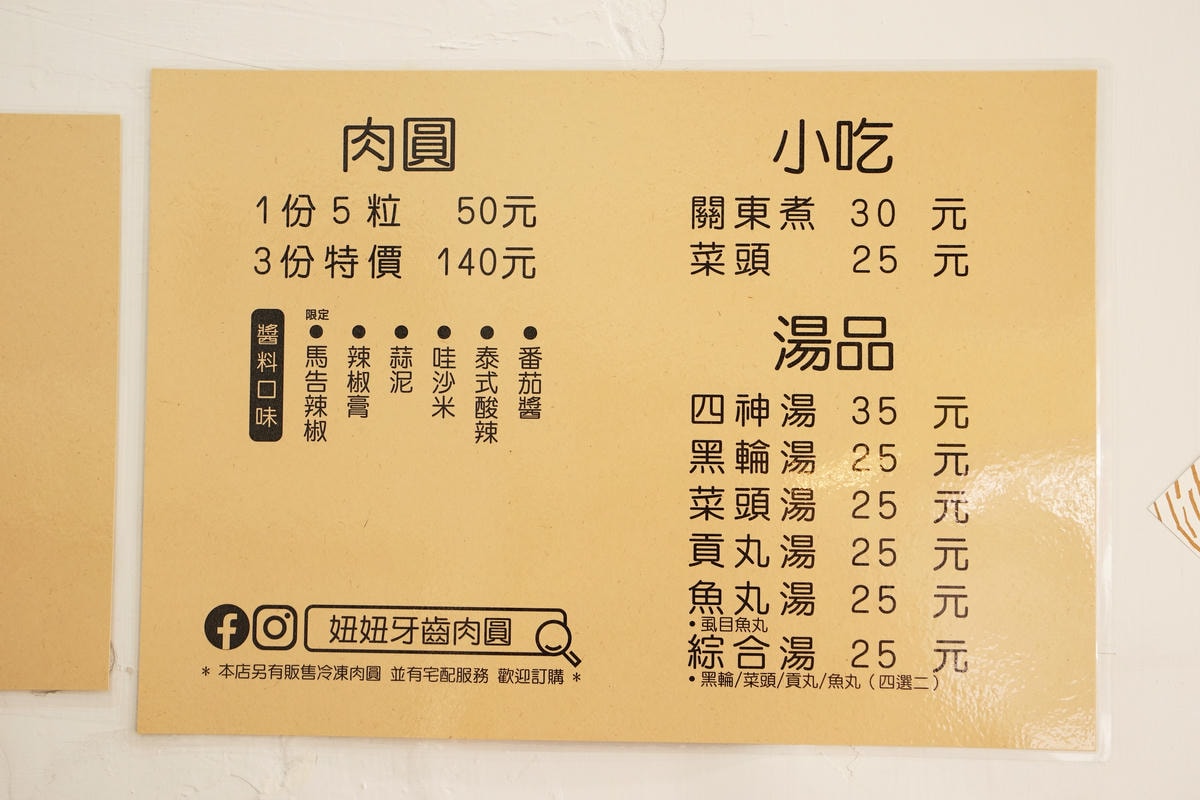 肉圓
1份5粒 50元
3份特價 140元
醬料口味
限定
● 馬告辣椒
● 辣椒膏
● 蒜泥
● 哇沙米
● 泰式酸辣
● 番茄醬
妞妞牙齒肉圓
* 本店另有販售冷凍肉圓 並有宅配服務 歡迎訂購 *
小吃
關東煮 30 元
菜頭 25 元
湯品
四神湯 35 元
黑輪湯 25 元
菜頭湯 25 元
貢丸湯 25 元
魚丸湯 25 元
•虱目魚丸
綜合湯 25 元
•黑輪/菜頭/貢丸/魚丸（四選二）